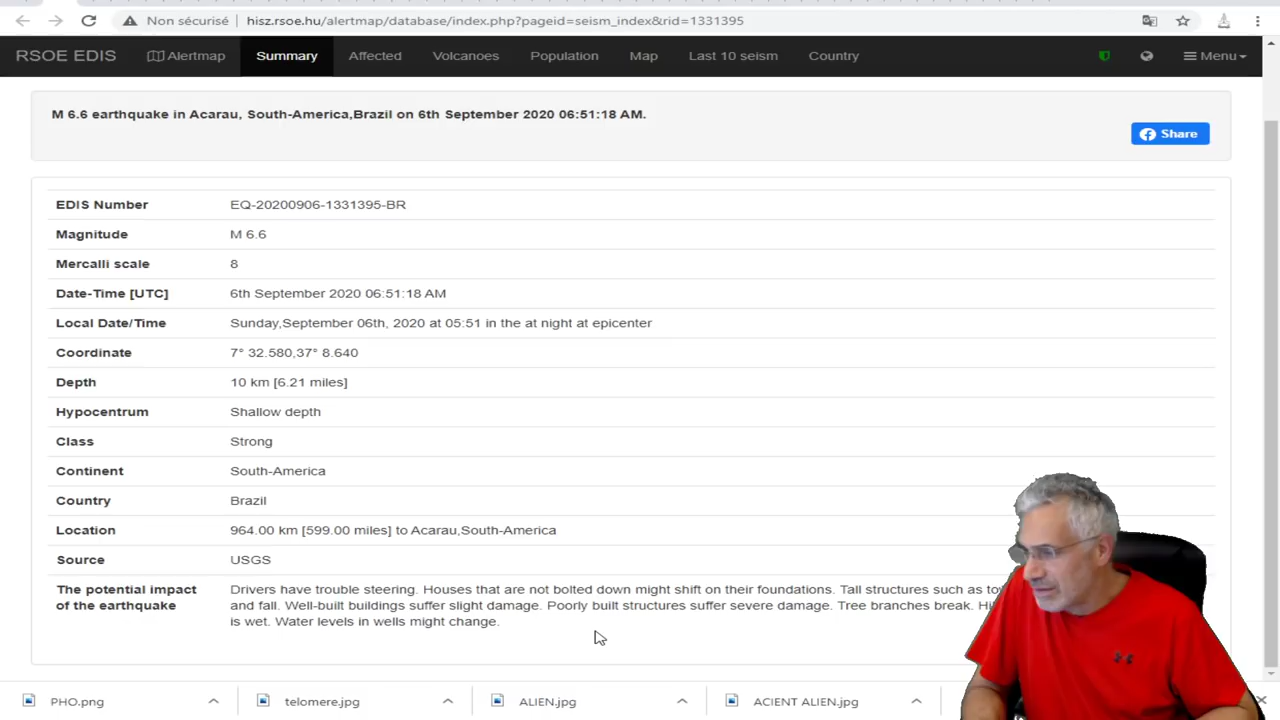 Non sécurisé | hisz.rsoe.hu/alertmap/database/index.php?pageid=seism_index&rid=1331395
RSOE EDIS Alertmap Summary Affected Volcanoes Population Map Last 10 seism Country Menu
M 6.6 earthquake in Acarau, South-America,Brazil on 6th September 2020 06:51:18 AM.
Share
EDIS Number EQ-20200906-1331395-BR
Magnitude M 6.6
Mercalli scale 8
Date-Time [UTC] 6th September 2020 06:51:18 AM
Local Date/Time Sunday,September 06th, 2020 at 05:51 in the at night at epicenter
Coordinate 7° 32.580,37° 8.640
Depth 10 km [6.21 miles]
Hypocentrum Shallow depth
Class Strong
Continent South-America
Country Brazil
Location 964.00 km [599.00 miles] to Acarau,South-America
Source USGS
The potential impact of the earthquake
Drivers have trouble steering. Houses that are not bolted down might shift on their foundations. Tall structures such as
and fall. Well-built buildings suffer slight damage. Poorly built structures suffer severe damage. Tree branches break.
is wet. Water levels in wells might change.
PHO.png telomere.jpg ALIEN.jpg ACIENT ALIEN.jpg